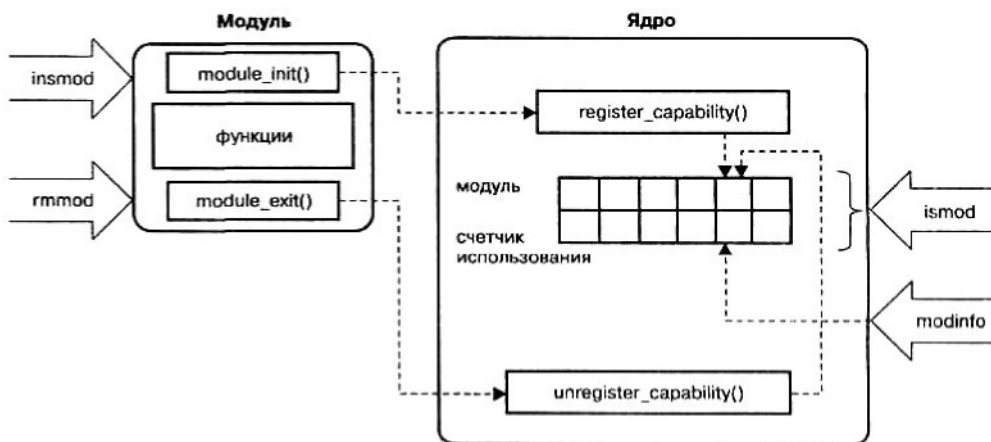 Модуль
Ядро
insmod
module_init()
функции
rmmod
module_exit()
register_capability()
модуль
счетчик
использования
ismod
modinfo
unregister_capability()